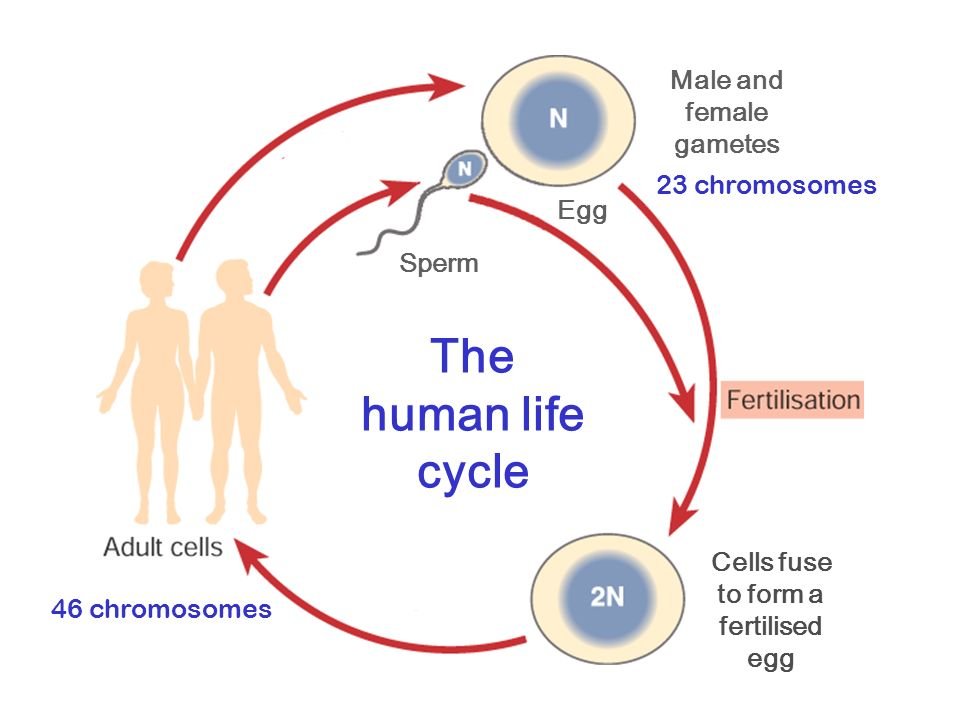 Male and
female
gametes
N
23 chromosomes
N
Egg
Sperm
The
human life
cycle
Fertilisation
Adult cells
46 chromosomes
2N
Cells fuse
to form a
fertilised
egg